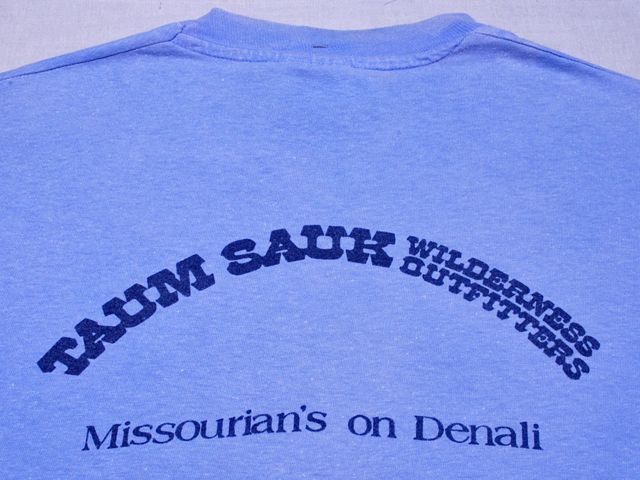 TAUM SAUK WILDERNESS OUTFITTERS
Missourian's on Denali